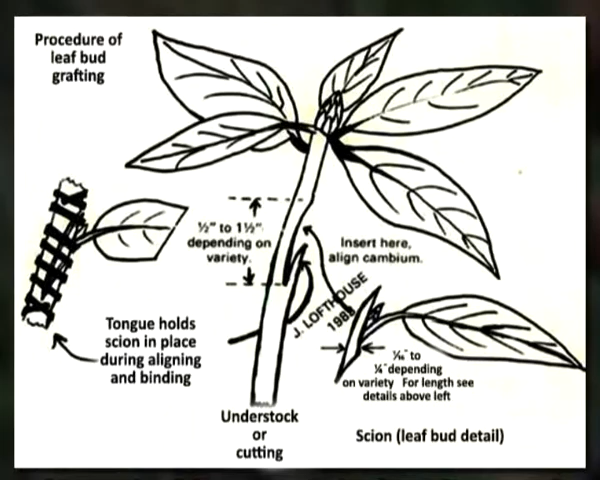 Procedure of
leaf bud
grafting
½" to 1½"
depending on
variety.
Insert here,
align cambium.
J. LOFTHOUSE
Tongue holds
scion in place
during aligning
and binding
to
¼" depending
on variety For length see
details above left
Understock
or
cutting
Scion (leaf bud detail)